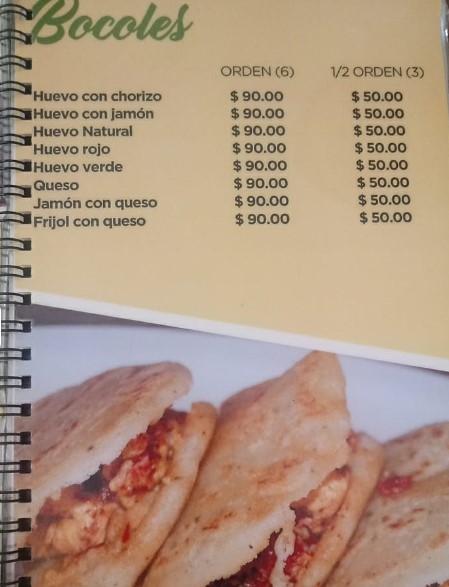 Bocoles
ORDEN (6) 1/2 ORDEN (3)
Huevo con chorizo $ 90.00 $ 50.00
Huevo con jamón $ 90.00 $ 50.00
Huevo Natural $ 90.00 $ 50.00
Huevo rojo $ 90.00 $ 50.00
Huevo verde $ 90.00 $ 50.00
Queso $ 90.00 $ 50.00
Jamón con queso $ 90.00 $ 50.00
Frijol con queso $ 90.00 $ 50.00